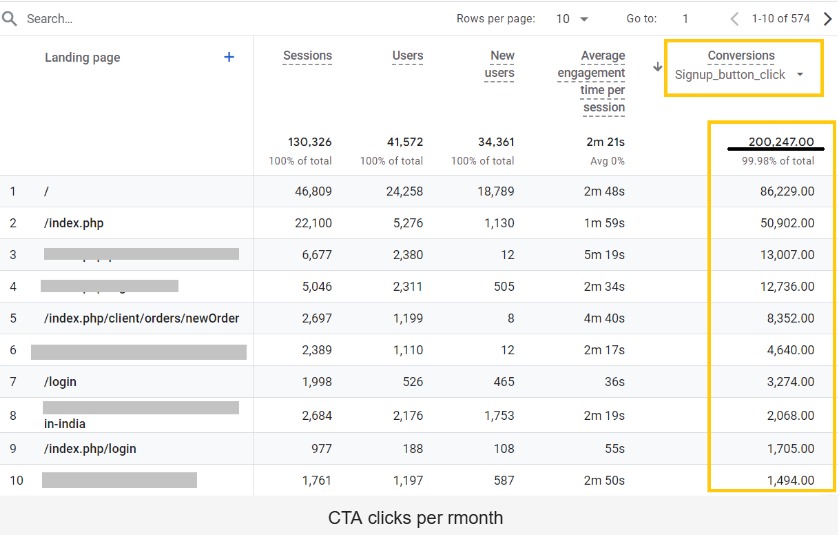 Search... Rows per page: 10 Go to: 1 1-10 of 574
Landing page + Sessions Users New users Average engagement time per session Conversions
Signup_button_click
130,326 41,572 34,361 2m 21s 200,247.00
100% of total 100% of total 100% of total Avg 0% 99.98% of total
1 / 46,809 24,258 18,789 2m 48s 86,229.00
2 /index.php 22,100 5,276 1,130 1m 59s 50,902.00
3 6,677 2,380 12 5m 19s 13,007.00
4 5,046 2,311 505 2m 34s 12,736.00
5 /index.php/client/orders/newOrder 2,697 1,199 8 4m 40s 8,352.00
6 2,389 1,110 12 2m 17s 4,640.00
7 /login 1,998 526 465 36s 3,274.00
8 in-india 2,684 2,176 1,753 2m 19s 2,068.00
9 /index.php/login 977 188 108 55s 1,705.00
10 1,761 1,197 587 2m 50s 1,494.00
CTA clicks per rmonth